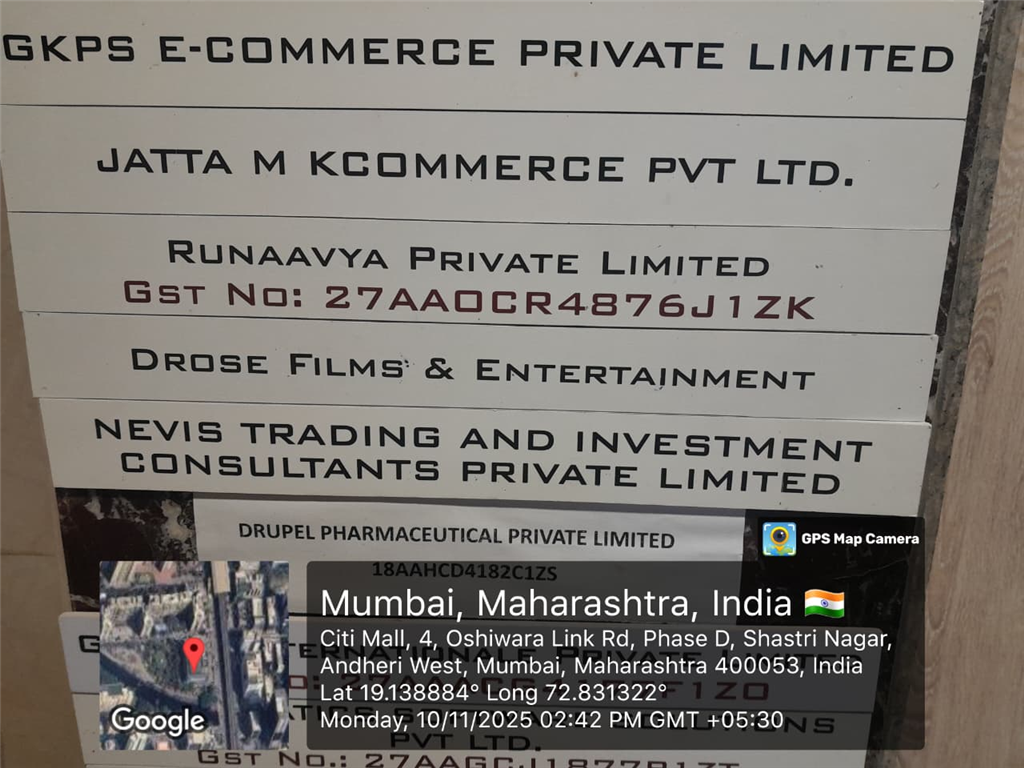 GKPS E-COMMERCE PRIVATE LIMITED
JATTA M KCOMMERCE PVT LTD.
RUNAAVYA PRIVATE LIMITED
GST NO: 27AAOCR4876J1ZK
DROSE FILMS & ENTERTAINMENT
NEVIS TRADING AND INVESTMENT
CONSULTANTS PRIVATE LIMITED
DRUPEL PHARMACEUTICAL PRIVATE LIMITED
18AAHCD4182C1ZS
GPS Map Camera
Mumbai, Maharashtra, India
Citi Mall, 4, Oshiwara Link Rd, Phase D, Shastri Nagar,
Andheri West, Mumbai, Maharashtra 400053, India
Lat 19.138884° Long 72.831322°
Monday, 10/11/2025 02:42 PM GMT +05:30
Google
PVT LTD.
GST NO.: